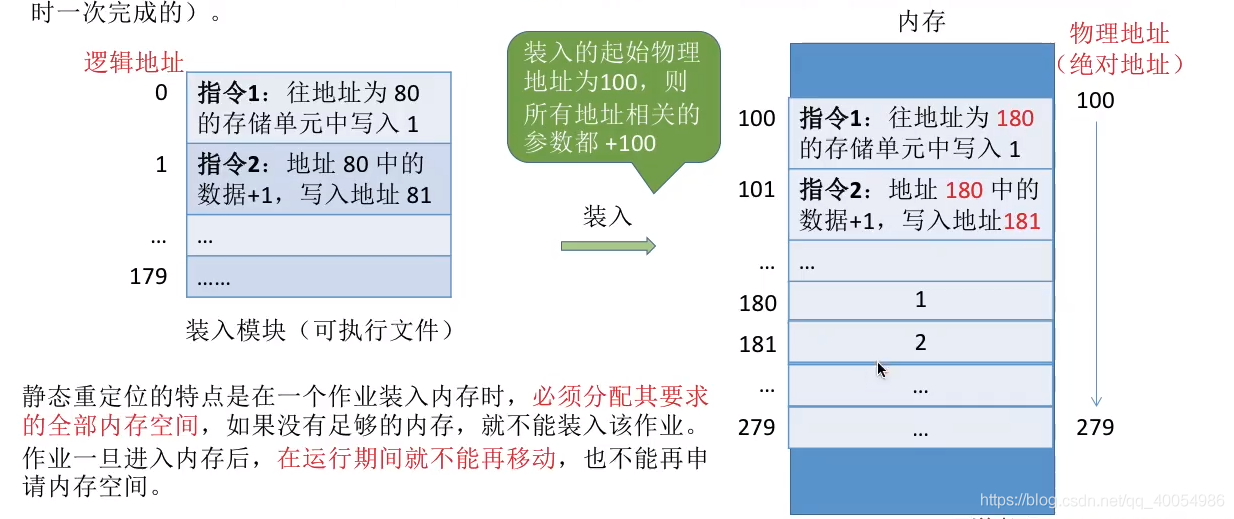 时一次完成的）。
逻辑地址
0
指令1：往地址为 80
的存储单元中写入 1
1
指令2：地址 80 中的
数据+1，写入地址 81
...
...
179
......
装入模块（可执行文件）
装入的起始物理
地址为100，则
所有地址相关的
参数都 +100
装入
内存
物理地址
（绝对地址）
100
100
指令1：往地址为 180
的存储单元中写入 1
101
指令2：地址 180 中的
数据+1，写入地址181
...
...
180
1
181
2
...
...
279
...
279
静态重定位的特点是在一个作业装入内存时，必须分配其要求
的全部内存空间，如果没有足够的内存，就不能装入该作业。
作业一旦进入内存后，在运行期间就不能再移动，也不能再申
请内存空间。
https://blog.csdn.net/qq_40054986